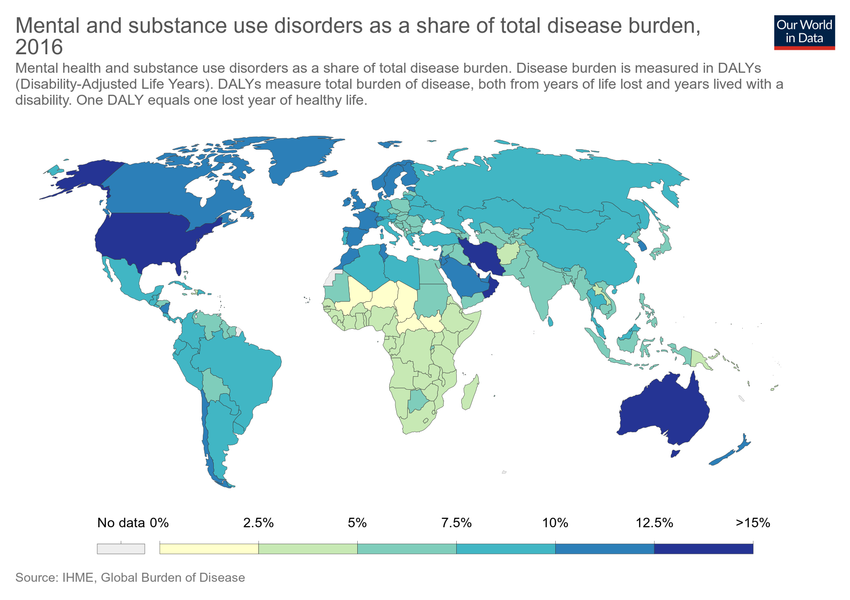 Mental and substance use disorders as a share of total disease burden,
2016
Our World
in Data
Mental health and substance use disorders as a share of total disease burden. Disease burden is measured in DALYs
(Disability-Adjusted Life Years). DALYs measure total burden of disease, both from years of life lost and years lived with a
disability. One DALY equals one lost year of healthy life.
No data 0% 2.5% 5% 7.5% 10% 12.5% >15%
Source: IHME, Global Burden of Disease